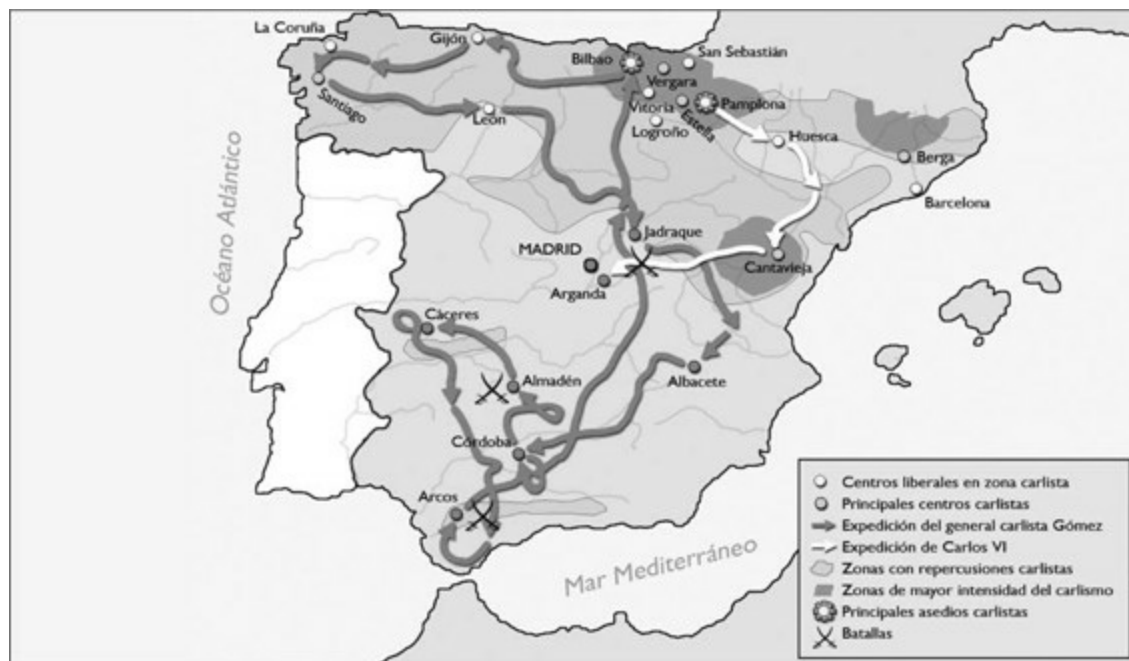 La Coruña
Gijón
Bilbao
San Sebastián
Vergara
Santiago
León
Vitoria
Estella
Pamplona
Logroño
Huesca
Berga
Barcelona
Océano Atlántico
Jadraque
MADRID
Cantavieja
Arganda
Cáceres
Almadén
Albacete
Córdoba
Arcos
Mar Mediterráneo
Centros liberales en zona carlista
Principales centros carlistas
Expedición del general carlista Gómez
Expedición de Carlos VI
Zonas con repercusiones carlistas
Zonas de mayor intensidad del carlismo
Principales asedios carlistas
Batallas